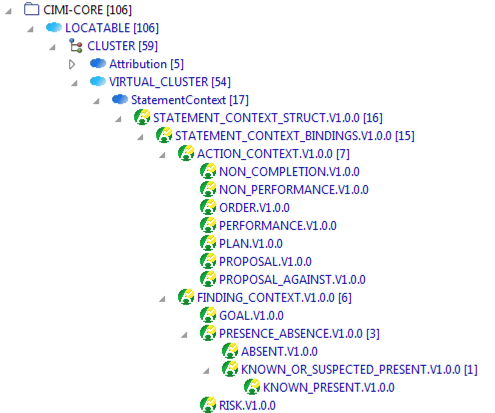 CIMI-CORE [106]
LOCATABLE [106]
CLUSTER [59]
Attribution [5]
VIRTUAL_CLUSTER [54]
StatementContext [17]
STATEMENT_CONTEXT_STRUCT.V1.0.0 [16]
STATEMENT_CONTEXT_BINDINGS.V1.0.0 [15]
ACTION_CONTEXT.V1.0.0 [7]
NON_COMPLETION.V1.0.0
NON_PERFORMANCE.V1.0.0
ORDER.V1.0.0
PERFORMANCE.V1.0.0
PLAN.V1.0.0
PROPOSAL.V1.0.0
PROPOSAL_AGAINST.V1.0.0
FINDING_CONTEXT.V1.0.0 [6]
GOAL.V1.0.0
PRESENCE_ABSENCE.V1.0.0 [3]
ABSENT.V1.0.0
KNOWN_OR_SUSPECTED_PRESENT.V1.0.0 [1]
KNOWN_PRESENT.V1.0.0
RISK.V1.0.0